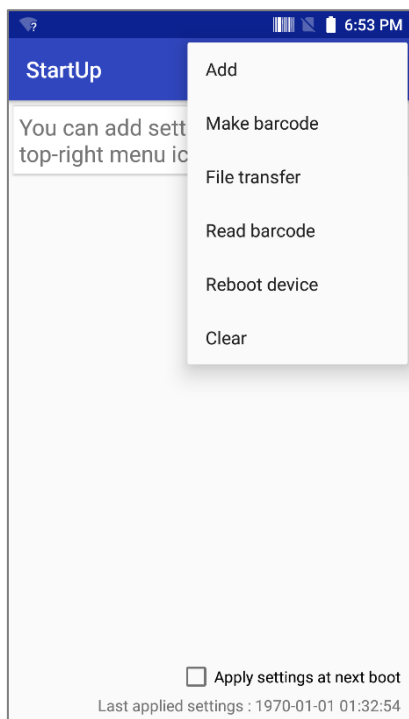 ?
6:53 PM
StartUp
Add
You can add sett
top-right menu ic
Make barcode
File transfer
Read barcode
Reboot device
Clear
Apply settings at next boot
Last applied settings : 1970-01-01 01:32:54